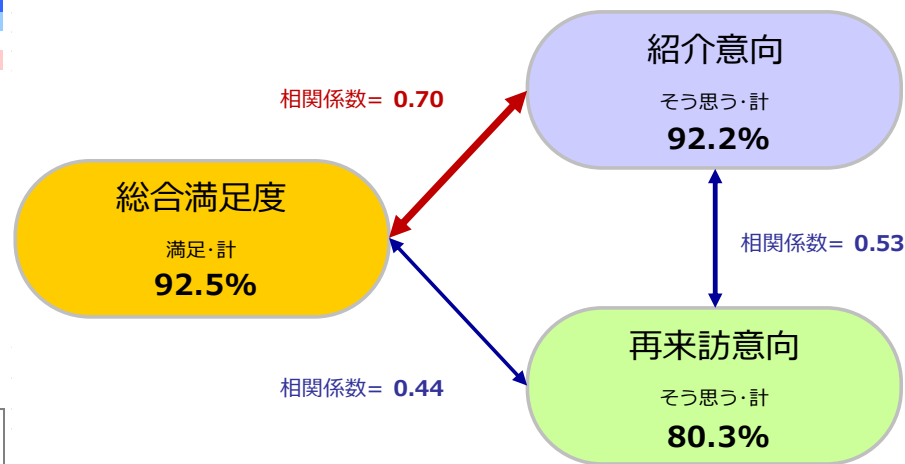 紹介意向
そう思う・計
92.2%
相関係数= 0.70
総合満足度
満足・計
92.5%
相関係数= 0.53
再来訪意向
そう思う・計
80.3%
相関係数= 0.44